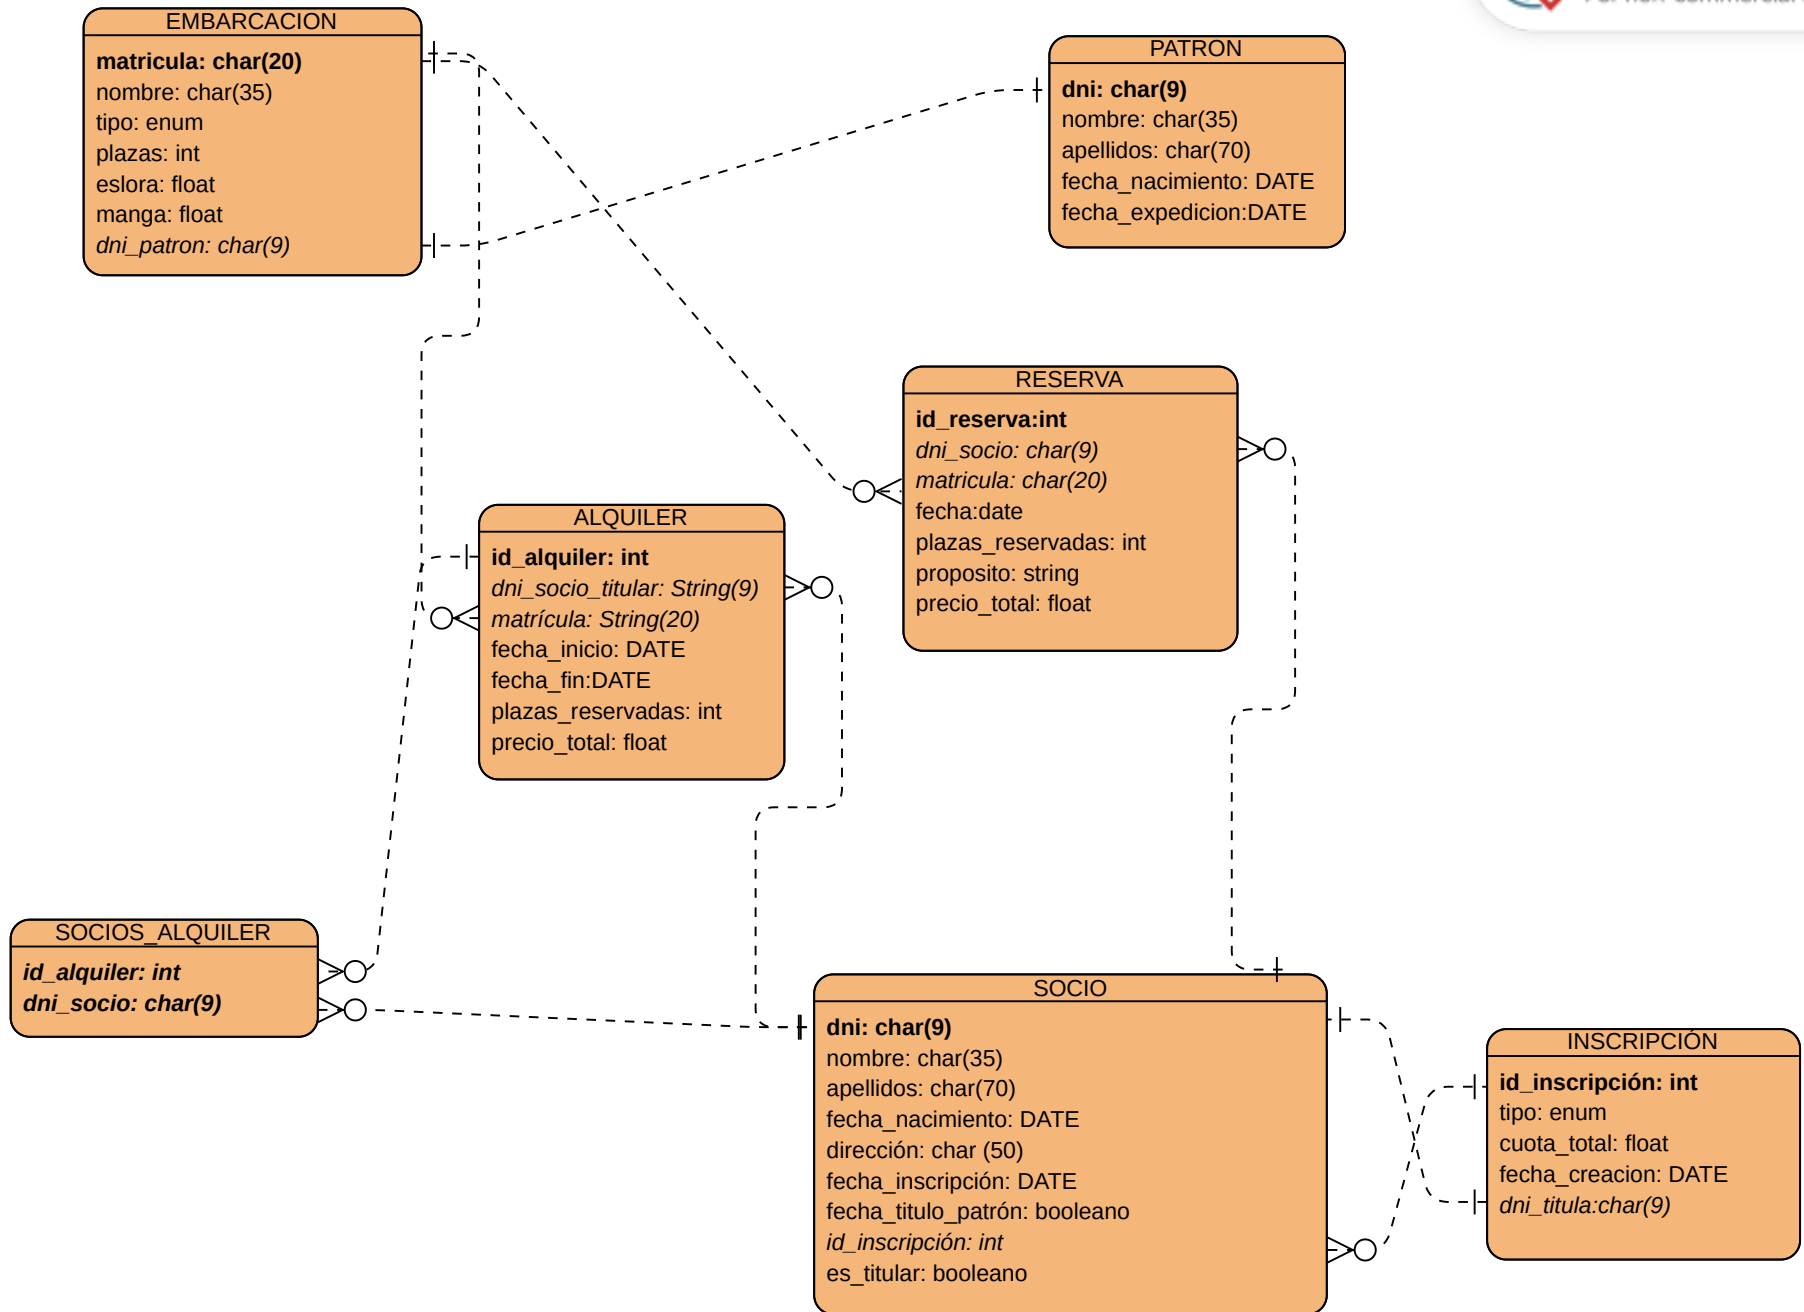 EMBARCACION
matricula: char(20)
nombre: char(35)
tipo: enum
plazas: int
eslora: float
manga: float
dni_patron: char(9)
PATRON
dni: char(9)
nombre: char(35)
apellidos: char(70)
fecha_nacimiento: DATE
fecha_expedicion:DATE
RESERVA
id_reserva:int
dni_socio: char(9)
matricula: char(20)
fecha:date
plazas_reservadas: int
proposito: string
precio_total: float
ALQUILER
id_alquiler: int
dni_socio_titular: String(9)
matrícula: String(20)
fecha_inicio: DATE
fecha_fin:DATE
plazas_reservadas: int
precio_total: float
SOCIOS_ALQUILER
id_alquiler: int
dni_socio: char(9)
SOCIO
dni: char(9)
nombre: char(35)
apellidos: char(70)
fecha_nacimiento: DATE
dirección: char (50)
fecha_inscripción: DATE
fecha_titulo_patrón: booleano
id_inscripción: int
es_titular: booleano
INSCRIPCIÓN
id_inscripción: int
tipo: enum
cuota_total: float
fecha_creacion: DATE
dni_titula:char(9)